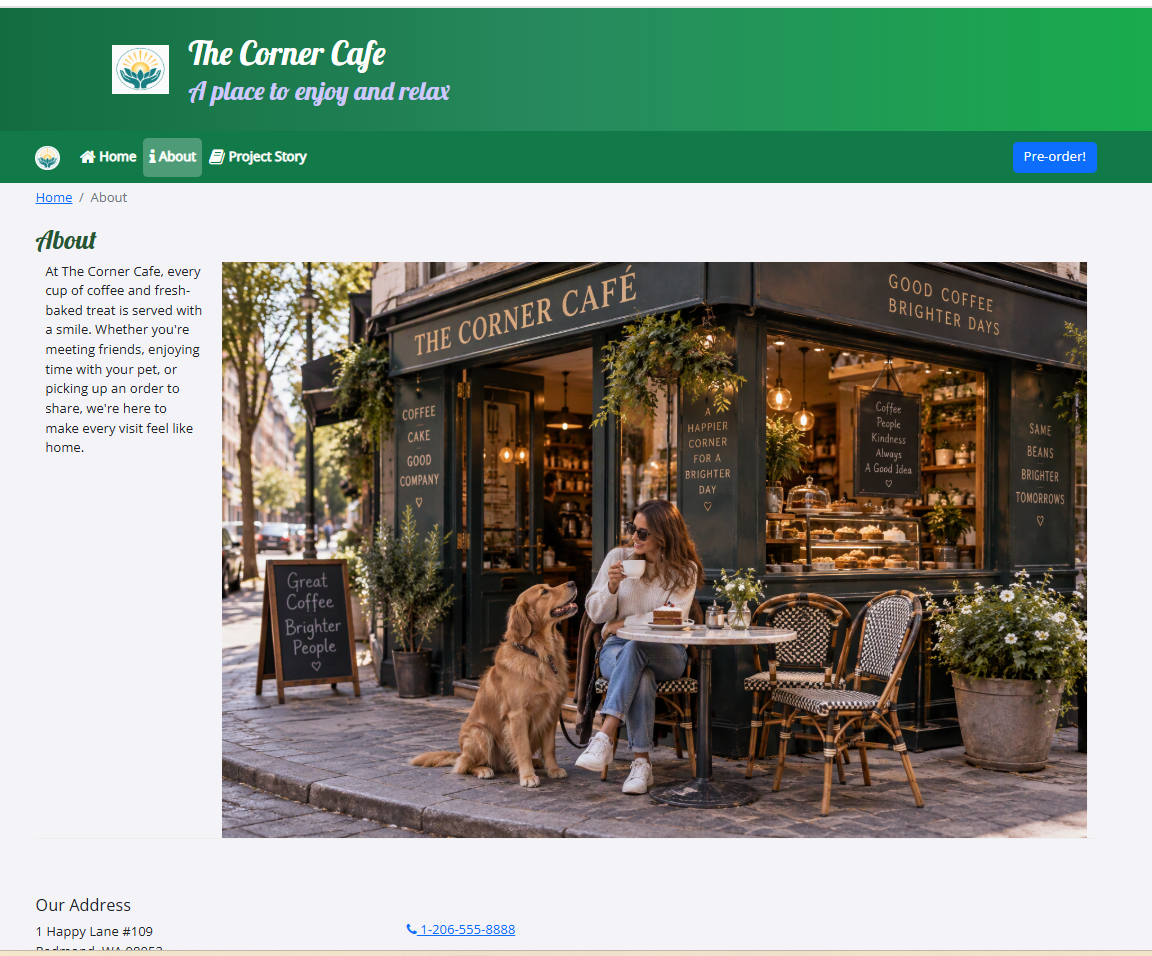 The Corner Cafe
A place to enjoy and relax
Home
About
Project Story
Pre-order!
Home / About
About
At The Corner Cafe, every
cup of coffee and fresh-
baked treat is served with
a smile. Whether you're
meeting friends, enjoying
time with your pet, or
picking up an order to
share, we're here to
make every visit feel like
home.
THE CORNER CAFÉ
GOOD COFFEE
BRIGHTER DAYS
COFFEE
CAKE
GOOD
COMPANY
A
HAPPIER
CORNER
FOR A
BRIGHTER
DAY
Coffee
People
Kindness
Always
A Good Idea
SAME
BEANS
BRIGHTER
TOMORROWS
Great
Coffee
Brighter
People
Our Address
1 Happy Lane #109
1-206-555-8888